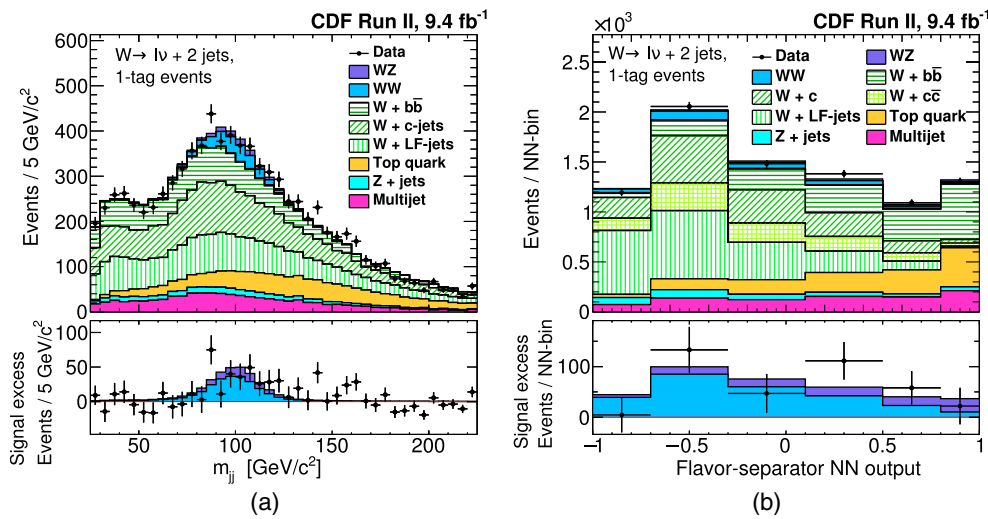 CDF Run II, 9.4 fb⁻¹
W→ lν + 2 jets,
1-tag events
Data
WZ
WW
W + bb̅
W + c-jets
W + LF-jets
Top quark
Z + jets
Multijet
Events / 5 GeV/c²
600
500
400
300
200
100
0
Signal excess
Events / 5 GeV/c²
100
50
0
50 100 150 200
m_jj [GeV/c²]
(a)
CDF Run II, 9.4 fb⁻¹
×10³
W→ lν + 2 jets,
1-tag events
Data WZ
WW W + bb̅
W + c W + cc̅
W + LF-jets Top quark
Z + jets Multijet
Events / NN-bin
2.5
2
1.5
1
0.5
0
Signal excess
Events / NN-bin
100
0
−1 −0.5 0 0.5 1
Flavor-separator NN output
(b)